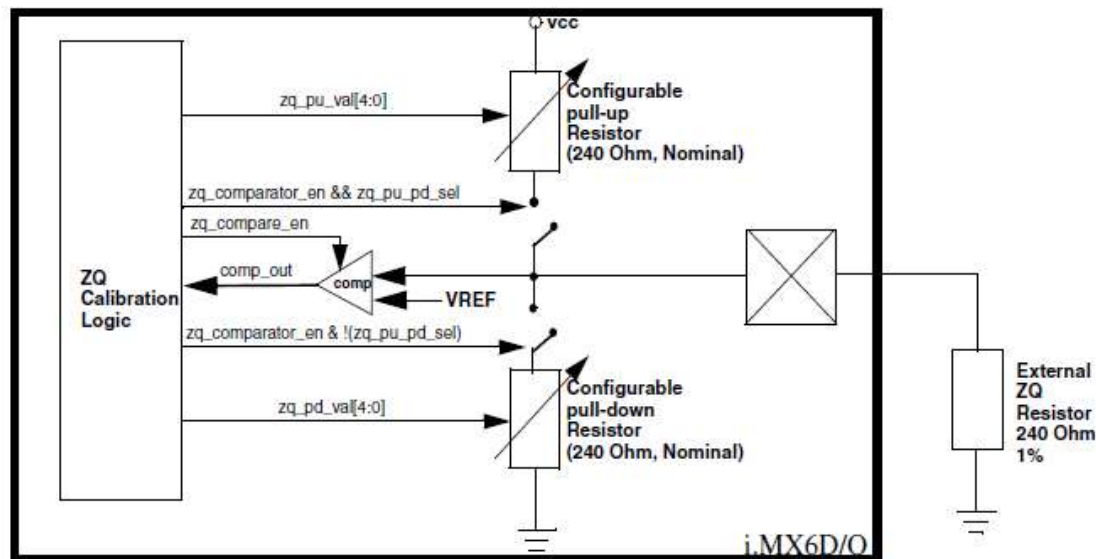 vcc
zq_pu_val[4:0]
Configurable
pull-up
Resistor
(240 Ohm, Nominal)
zq_comparator_en && zq_pu_pd_sel
zq_compare_en
comp_out
comp
VREF
ZQ
Calibration
Logic
zq_comparator_en & !(zq_pu_pd_sel)
zq_pd_val[4:0]
Configurable
pull-down
Resistor
(240 Ohm, Nominal)
External
ZQ
Resistor
240 Ohm
1%
i.MX6D/Q